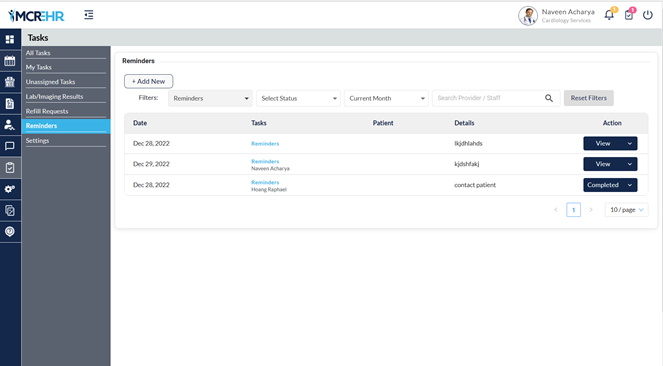 MCREHR
Naveen Acharya
Cardiology Services
Tasks
All Tasks
My Tasks
Unassigned Tasks
Lab/Imaging Results
Refill Requests
Reminders
Settings
Reminders
+ Add New
Filters: Reminders Select Status Current Month Search Provider / Staff Reset Filters
Date Tasks Patient Details Action
Dec 28, 2022 Reminders lkjdhlahds View
Dec 29, 2022 Reminders kjdshfakj View
Naveen Acharya
Dec 28, 2022 Reminders contact patient Completed
Hoang Raphael
< 1 > 10 / page